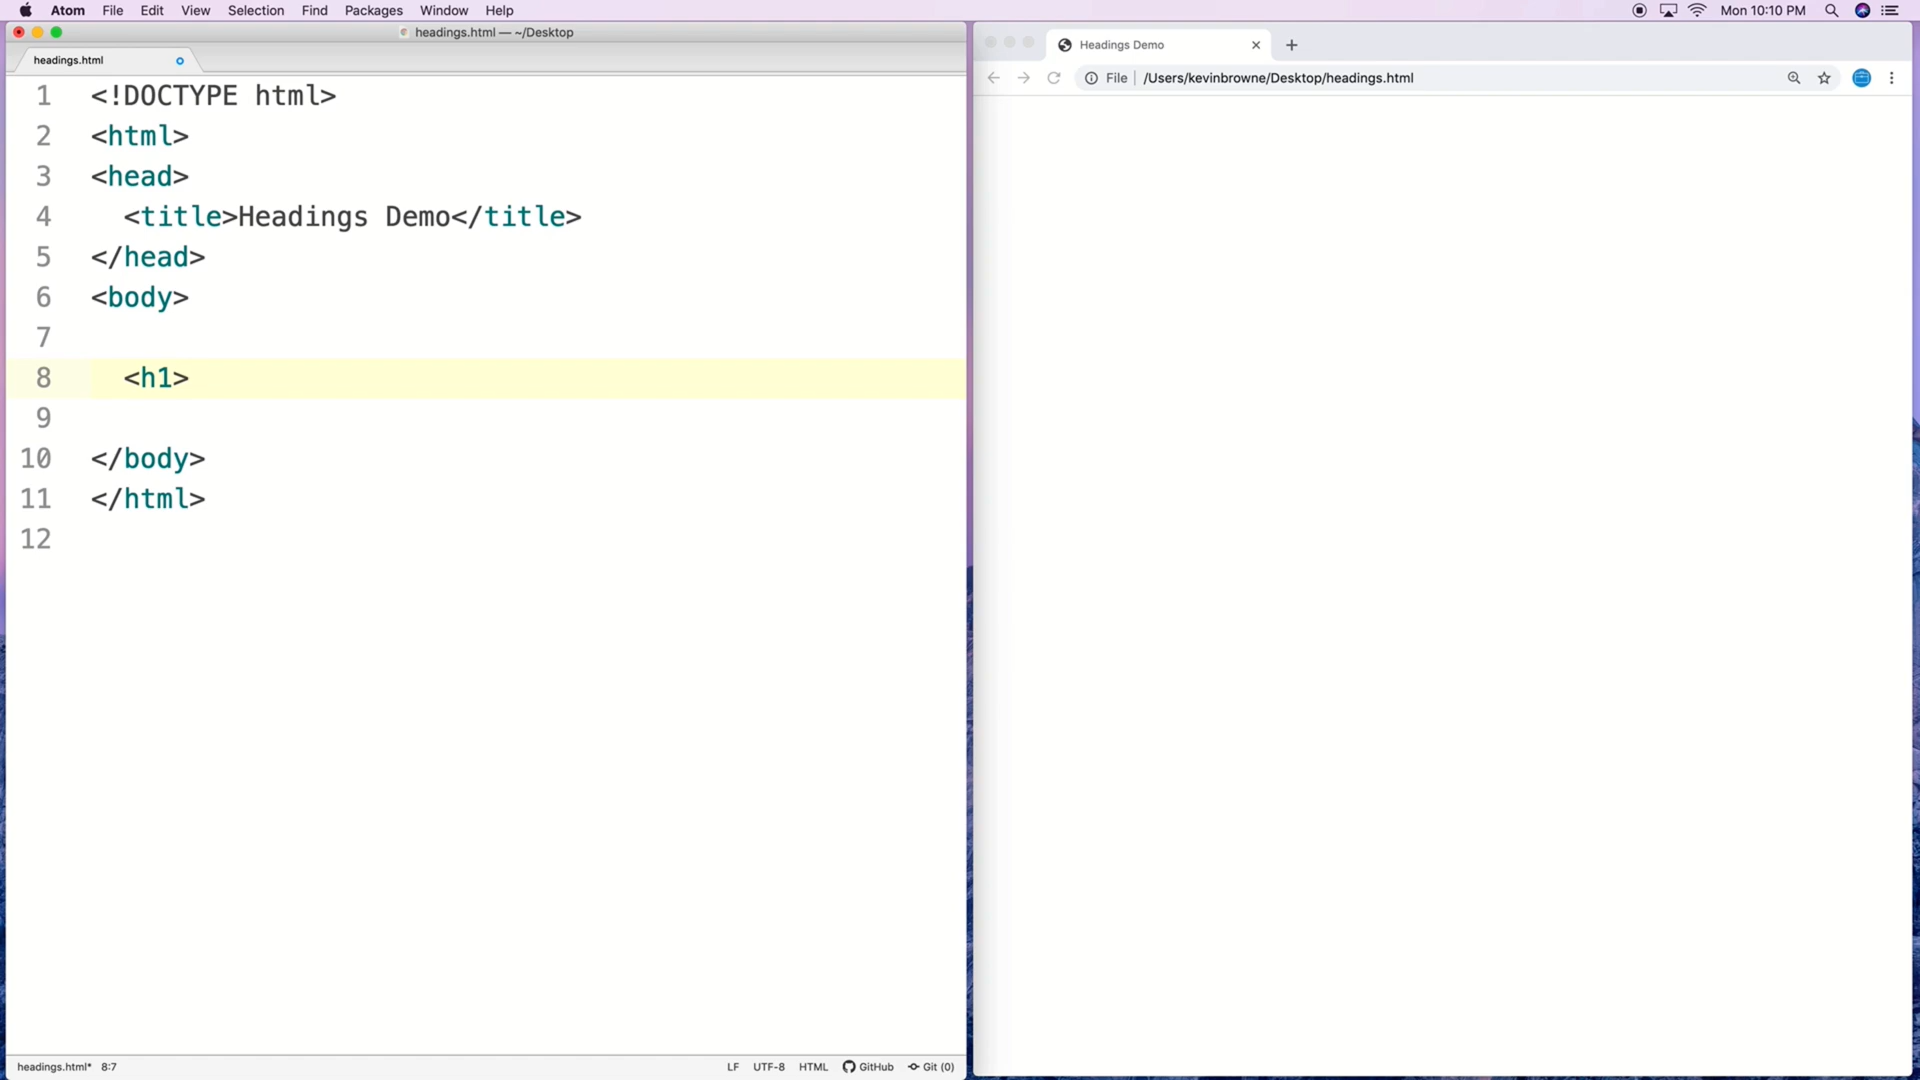 Atom File Edit View Selection Find Packages Window Help
Mon 10:10 PM
headings.html — ~/Desktop
headings.html
1 <!DOCTYPE html>
2 <html>
3 <head>
4 <title>Headings Demo</title>
5 </head>
6 <body>
7
8 <h1>
9
10 </body>
11 </html>
12
headings.html* 8:7
LF UTF-8 HTML GitHub Git (0)
Headings Demo
File /Users/kevinbrowne/Desktop/headings.html